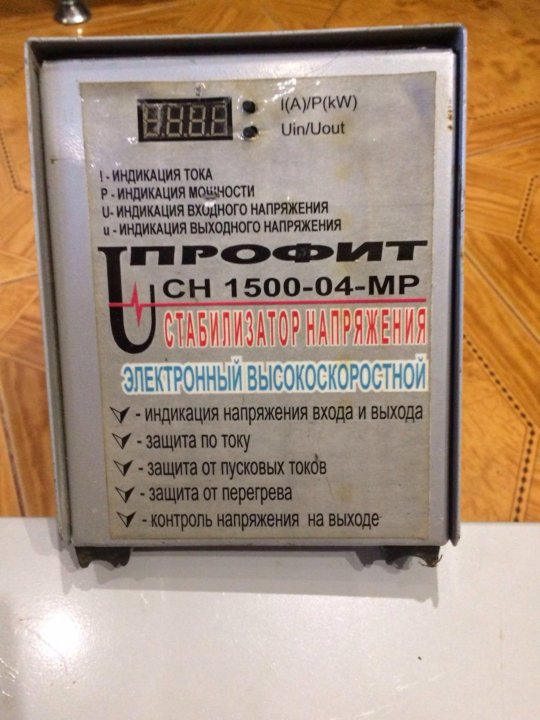 I(A)/P(kW)
Uin/Uout
I - ИНДИКАЦИЯ ТОКА
P - ИНДИКАЦИЯ МОЩНОСТИ
U - ИНДИКАЦИЯ ВХОДНОГО НАПРЯЖЕНИЯ
u - ИНДИКАЦИЯ ВЫХОДНОГО НАПРЯЖЕНИЯ
U ПРОФИТ
СН 1500-04-МР
СТАБИЛИЗАТОР НАПРЯЖЕНИЯ
ЭЛЕКТРОННЫЙ ВЫСОКОСКОРОСТНОЙ
- индикация напряжения входа и выхода
- защита по току
- защита от пусковых токов
- защита от перегрева
- контроль напряжения на выходе